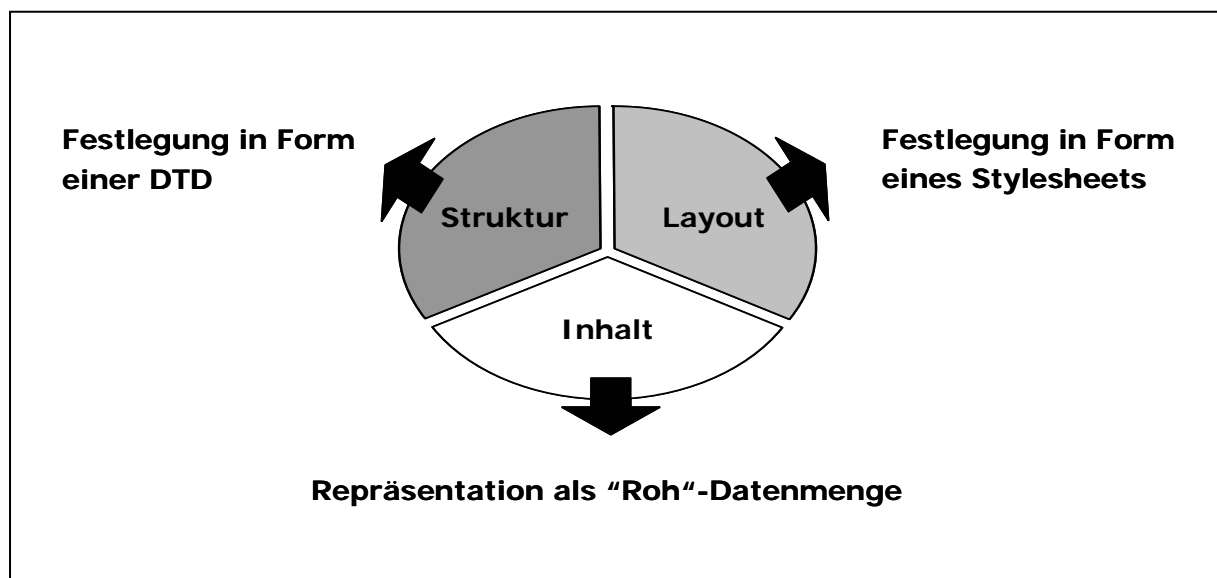 Festlegung in Form
einer DTD
Festlegung in Form
eines Stylesheets
Struktur
Layout
Inhalt
Repräsentation als “Roh“-Datenmenge